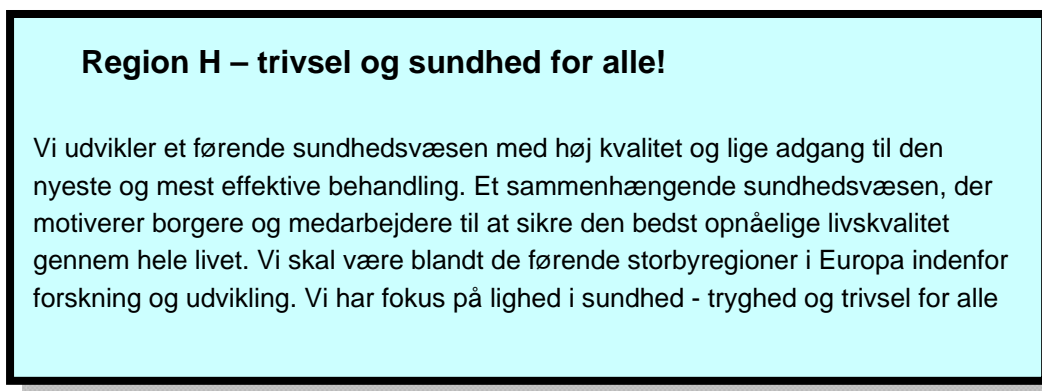 Region H – trivsel og sundhed for alle!
Vi udvikler et førende sundhedsvæsen med høj kvalitet og lige adgang til den
nyeste og mest effektive behandling. Et sammenhængende sundhedsvæsen, der
motiverer borgere og medarbejdere til at sikre den bedst opnåelige livskvalitet
gennem hele livet. Vi skal være blandt de førende storbyregioner i Europa indenfor
forskning og udvikling. Vi har fokus på lighed i sundhed - tryghed og trivsel for alle